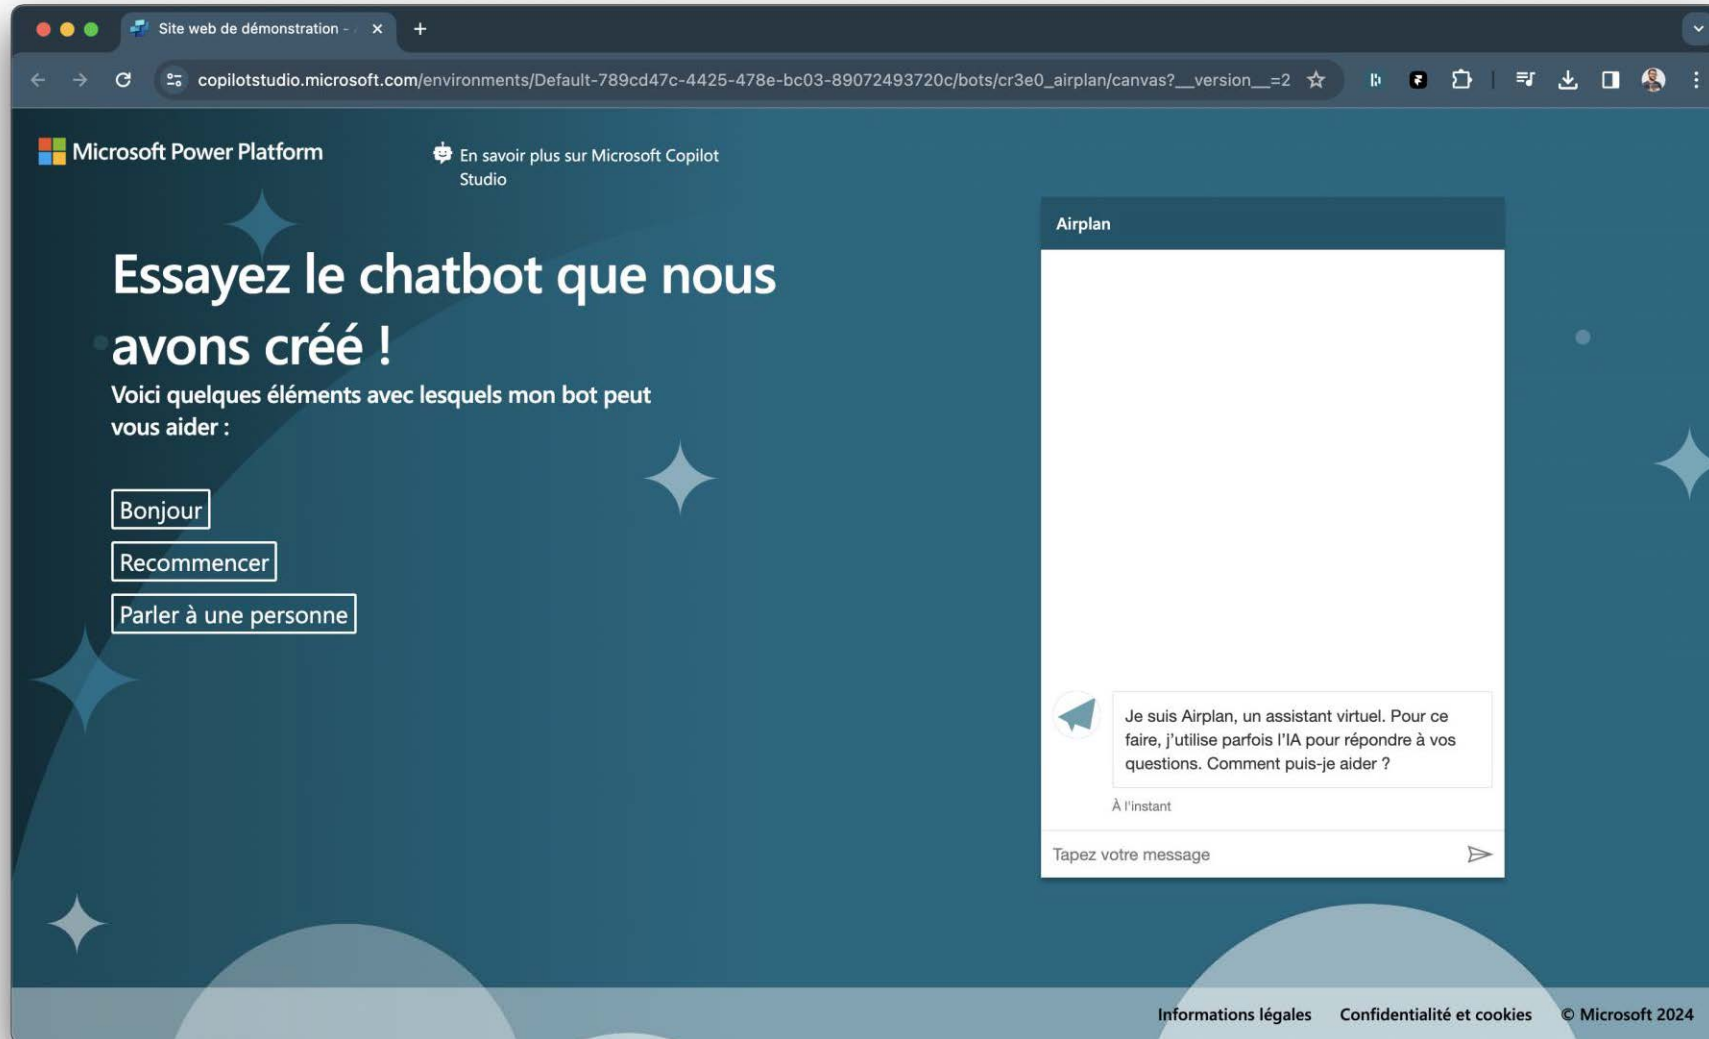 Site web de démonstration -
copilotstudio.microsoft.com/environments/Default-789cd47c-4425-478e-bc03-89072493720c/bots/cr3e0_airplan/canvas?__version__=2
Microsoft Power Platform
En savoir plus sur Microsoft Copilot
Studio
Essayez le chatbot que nous
avons créé !
Voici quelques éléments avec lesquels mon bot peut
vous aider :
Bonjour
Recommencer
Parler à une personne
Airplan
Je suis Airplan, un assistant virtuel. Pour ce
faire, j'utilise parfois l'IA pour répondre à vos
questions. Comment puis-je aider ?
À l'instant
Tapez votre message
Informations légales
Confidentialité et cookies
© Microsoft 2024